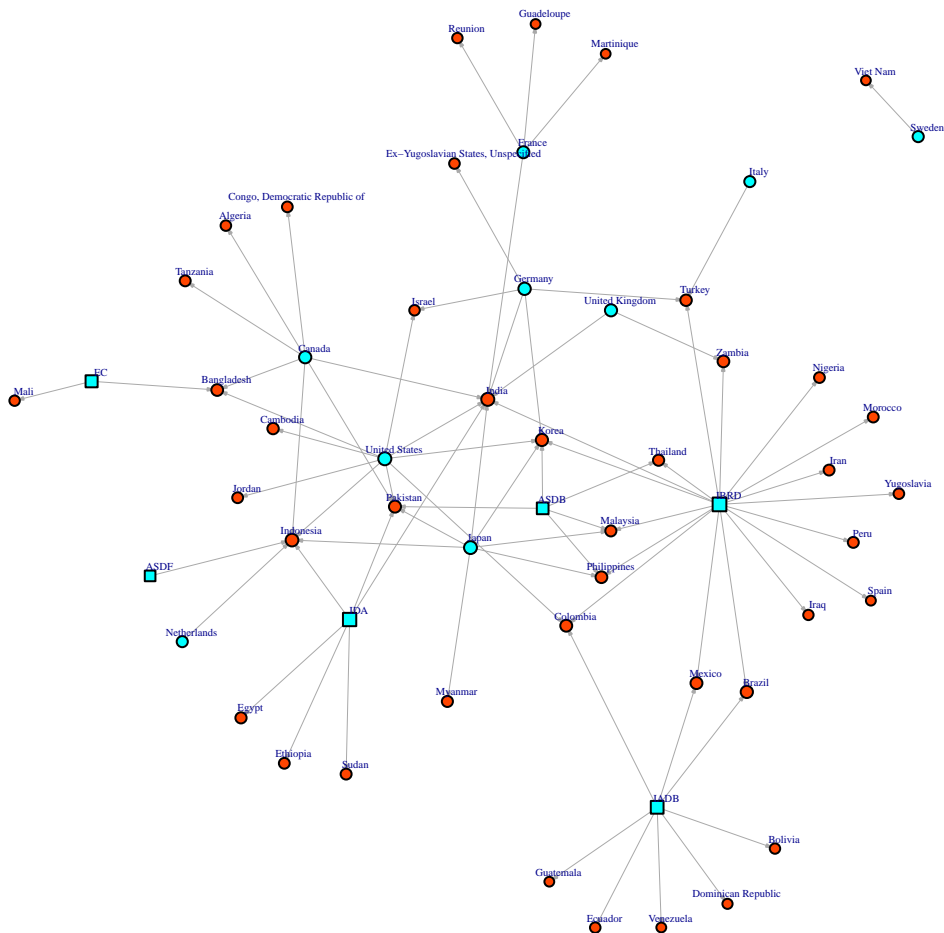 Guadeloupe
Reunion
Martinique
Viet Nam
Sweden
France
Ex−Yugoslavian States, Unspecified
Italy
Congo, Democratic Republic of
Algeria
Tanzania
Germany
Turkey
Israel
United Kingdom
Canada
Zambia
Nigeria
EC
Bangladesh
Mali
India
Morocco
Cambodia
Korea
United States
Thailand
Iran
Yugoslavia
Jordan
Pakistan
ASDB
IBRD
Malaysia
Indonesia
Japan
Peru
ASDF
Philippines
Spain
Iraq
IDA
Colombia
Netherlands
Mexico
Brazil
Myanmar
Egypt
Ethiopia
Sudan
IADB
Bolivia
Guatemala
Dominican Republic
Ecuador
Venezuela